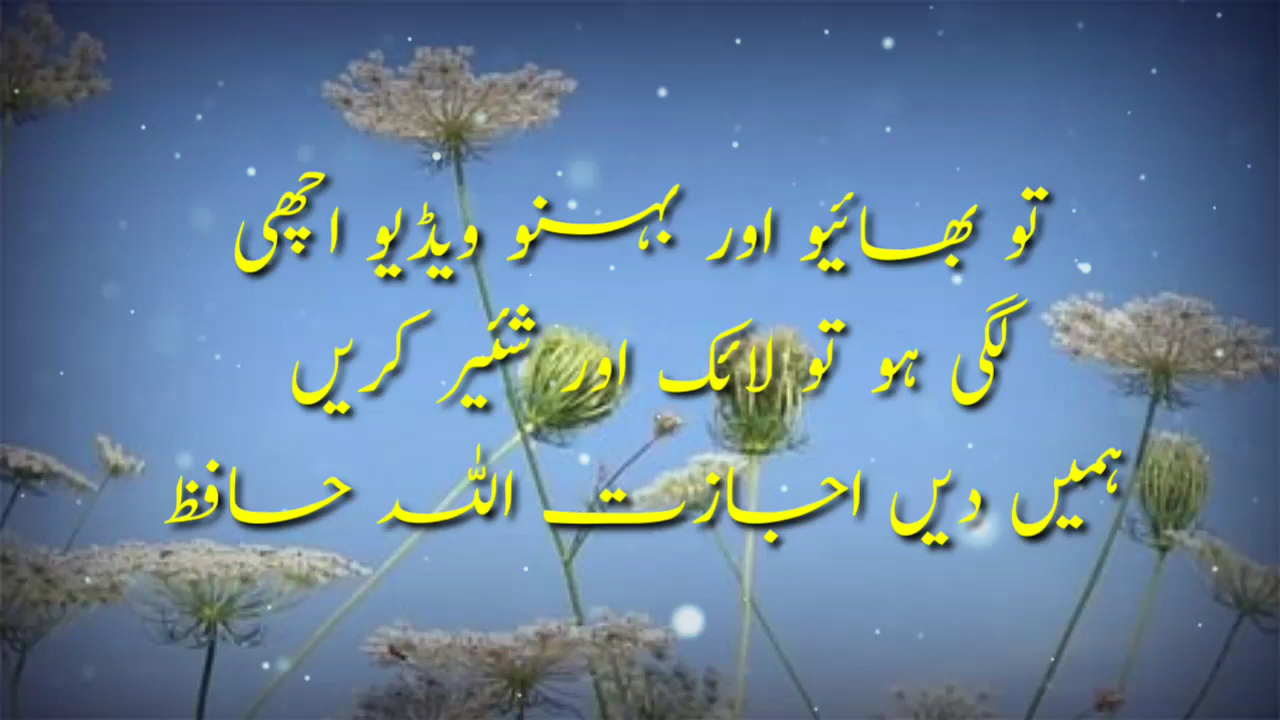 تو بھائیو اور بہنو ویڈیو اچھی
لگی ہو تو لائک اور شئیر کریں
ہمیں دیں اجازت اللہ حافظ